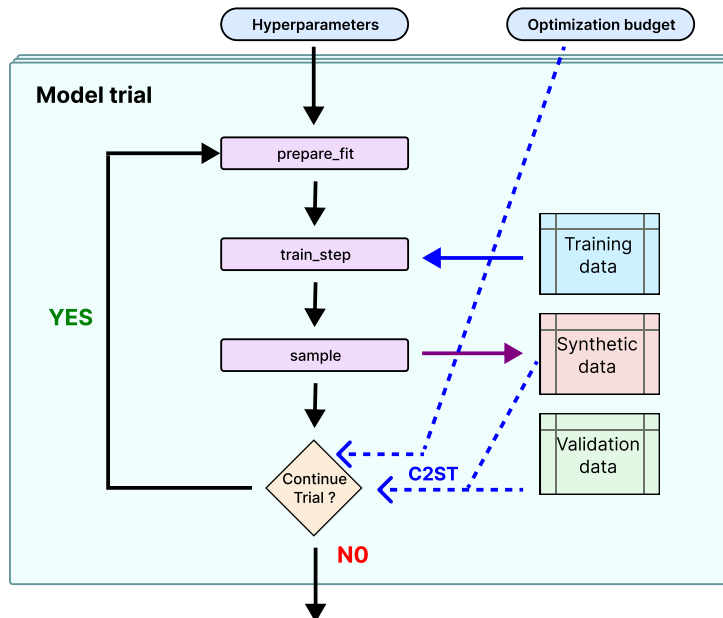 Hyperparameters
Optimization budget
Model trial
prepare_fit
train_step
Training
data
YES
sample
Synthetic
data
Continue
Trial ?
C2ST
Validation
data
N0